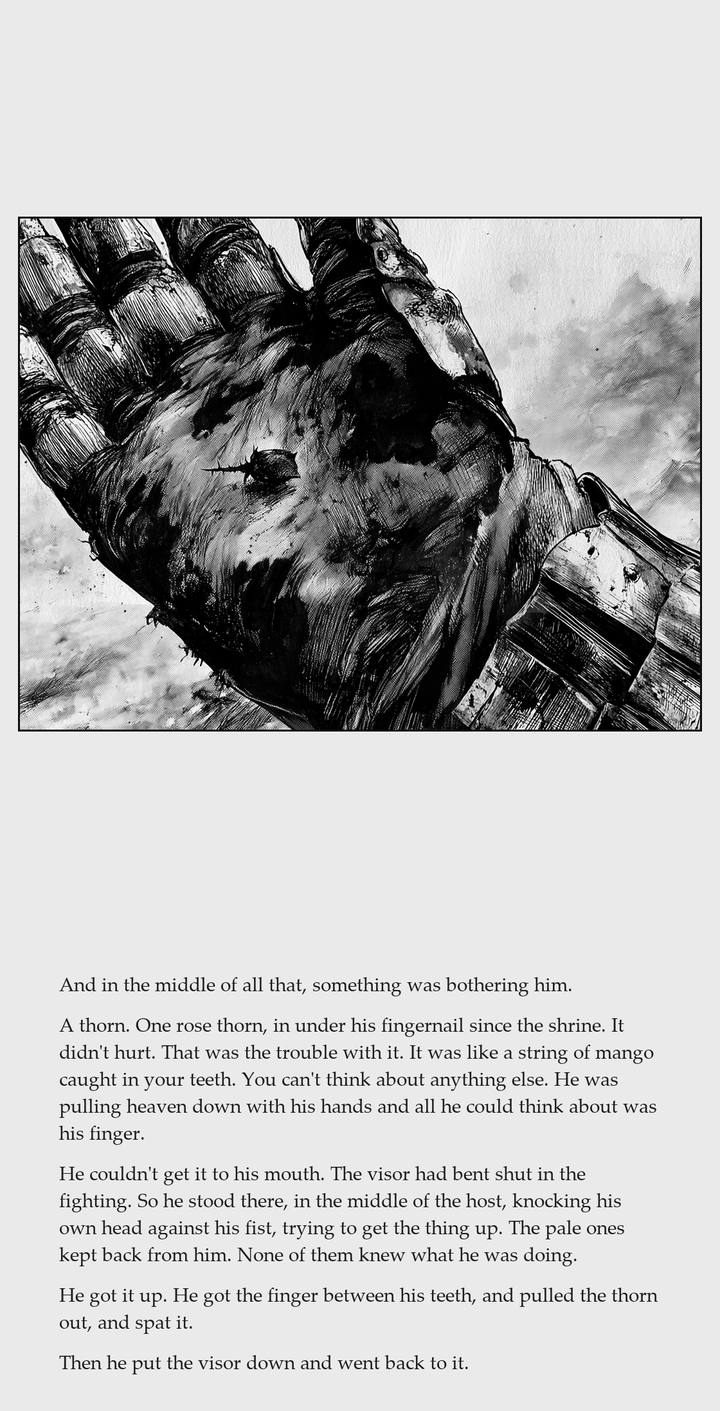 And in the middle of all that, something was bothering him.
A thorn. One rose thorn, in under his fingernail since the shrine. It
didn't hurt. That was the trouble with it. It was like a string of mango
caught in your teeth. You can't think about anything else. He was
pulling heaven down with his hands and all he could think about was
his finger.
He couldn't get it to his mouth. The visor had bent shut in the
fighting. So he stood there, in the middle of the host, knocking his
own head against his fist, trying to get the thing up. The pale ones
kept back from him. None of them knew what he was doing.
He got it up. He got the finger between his teeth, and pulled the thorn
out, and spat it.
Then he put the visor down and went back to it.